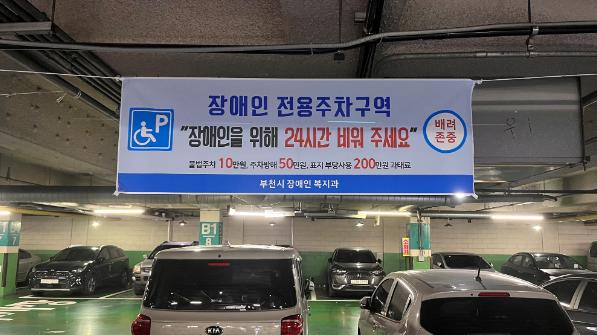 장애인 전용주차구역
P
"장애인을 위해 24시간 비워 주세요"
배려
존중
불법주차 10만원, 주차방해 50만원, 표지 부당사용 200만원 과태료
부천시 장애인 복지과
B1
8
7
KIA